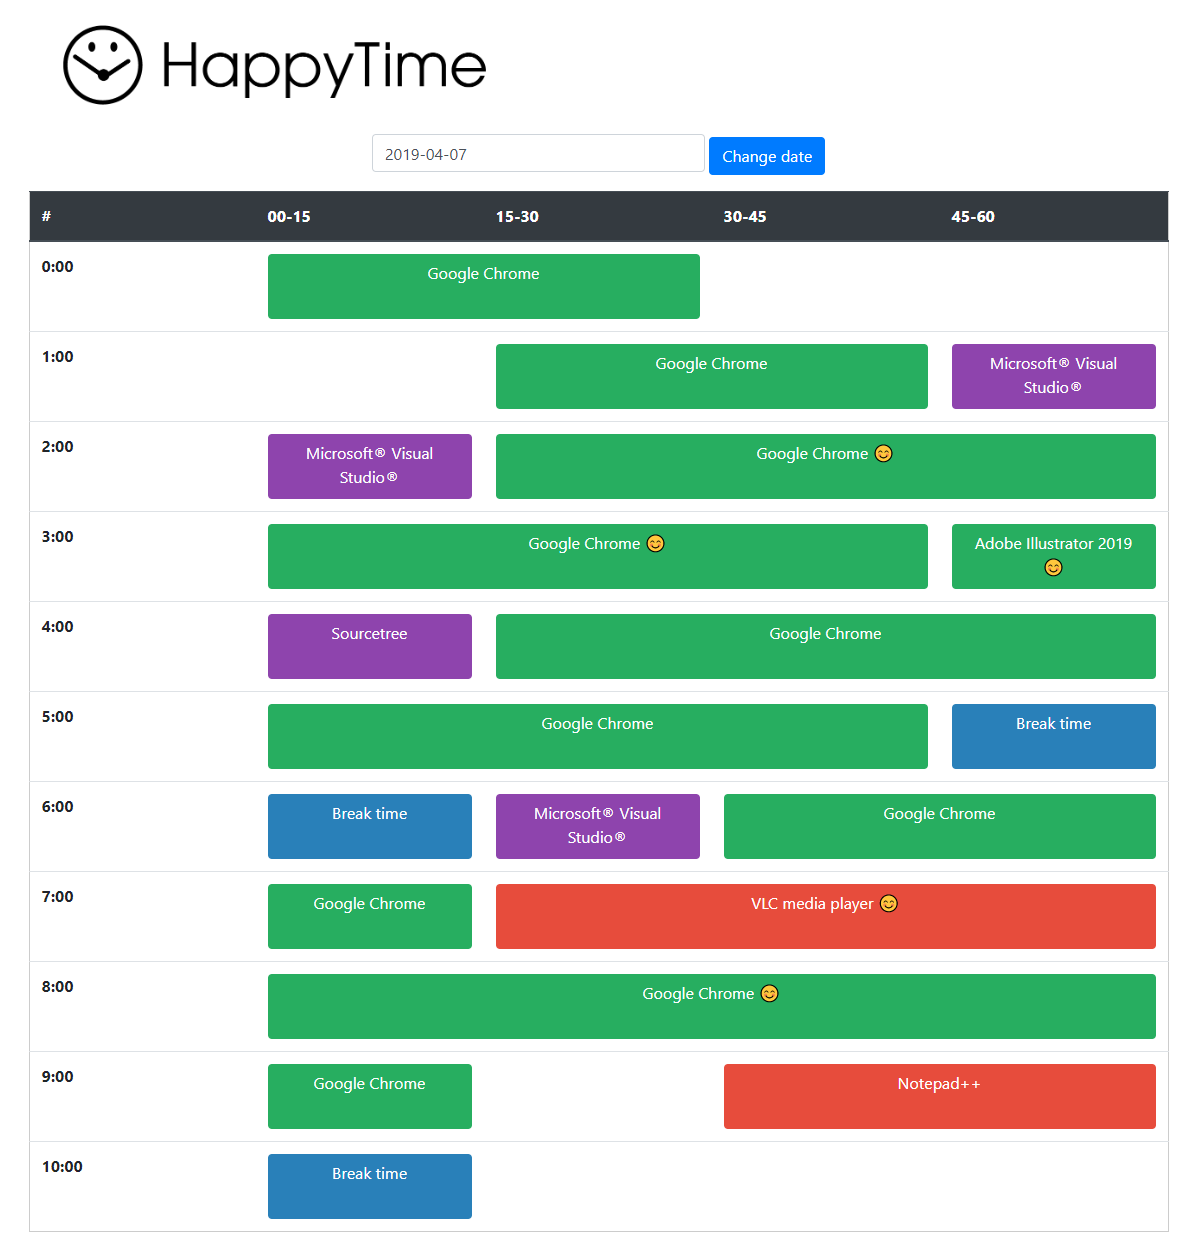 HappyTime
2019-04-07 Change date
# 00-15 15-30 30-45 45-60
0:00 Google Chrome
1:00 Google Chrome Microsoft® Visual
Studio®
2:00 Microsoft® Visual Google Chrome 😊
Studio®
3:00 Google Chrome 😊 Adobe Illustrator 2019
😊
4:00 Sourcetree Google Chrome
5:00 Google Chrome Break time
6:00 Break time Microsoft® Visual Google Chrome
Studio®
7:00 Google Chrome VLC media player 😊
8:00 Google Chrome 😊
9:00 Google Chrome Notepad++
10:00 Break time